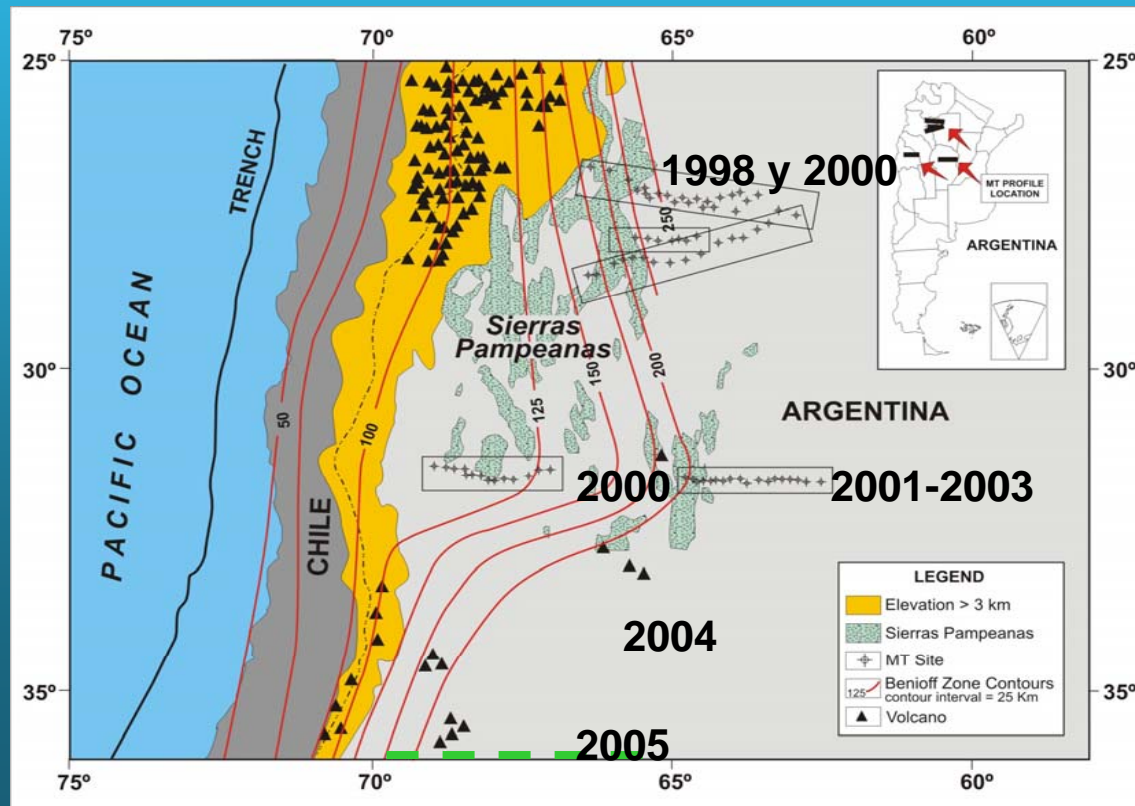 75º 70º 65º 60º
25º 25º
TRENCH
PACIFIC OCEAN
1998 y 2000
250
MT PROFILE
LOCATION
ARGENTINA
Sierras
Pampeanas
30º 30º
150
200
125
50
100
ARGENTINA
CHILE
2000
2001-2003
LEGEND
Elevation > 3 km
Sierras Pampeanas
MT Site
125 Benioff Zone Contours
contour interval = 25 Km
Volcano
2004
35º 35º
2005
75º 70º 65º 60º